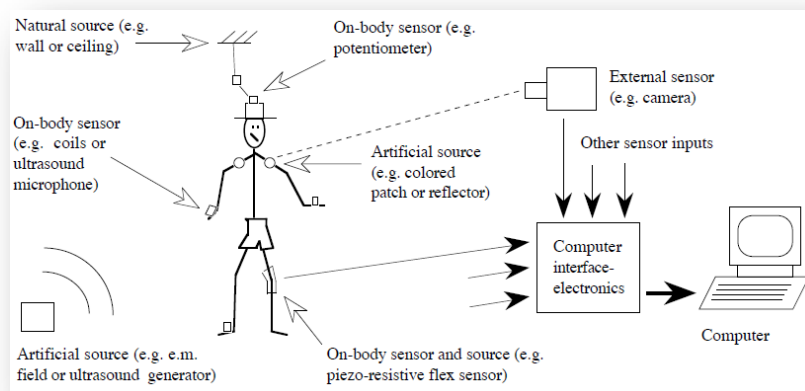 Natural source (e.g.
wall or ceiling)
On-body sensor (e.g.
potentiometer)
External sensor
(e.g. camera)
On-body sensor
(e.g. coils or
ultrasound
microphone)
Artificial source
(e.g. colored
patch or reflector)
Other sensor inputs
Computer
interface-
electronics
Computer
Artificial source (e.g. e.m.
field or ultrasound generator)
On-body sensor and source (e.g.
piezo-resistive flex sensor)